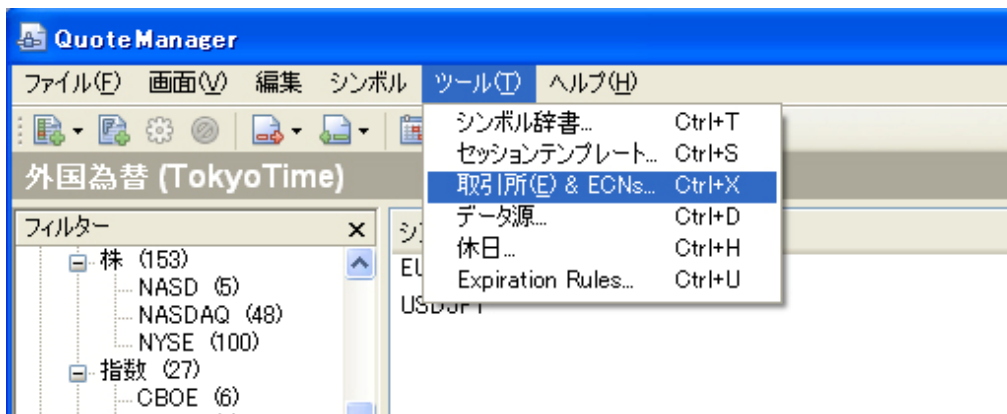 QuoteManager
ファイル(F) 画面(V) 編集 シンボル ツール(T) ヘルプ(H)
シンボル辞書... Ctrl+T
セッションテンプレート... Ctrl+S
取引所(E) & ECNs... Ctrl+X
データ源... Ctrl+D
休日... Ctrl+H
Expiration Rules... Ctrl+U
外国為替 (TokyoTime)
フィルター
株 (153)
NASD (5)
NASDAQ (48)
NYSE (100)
指数 (27)
CBOE (6)
シ
EU
USDJPY